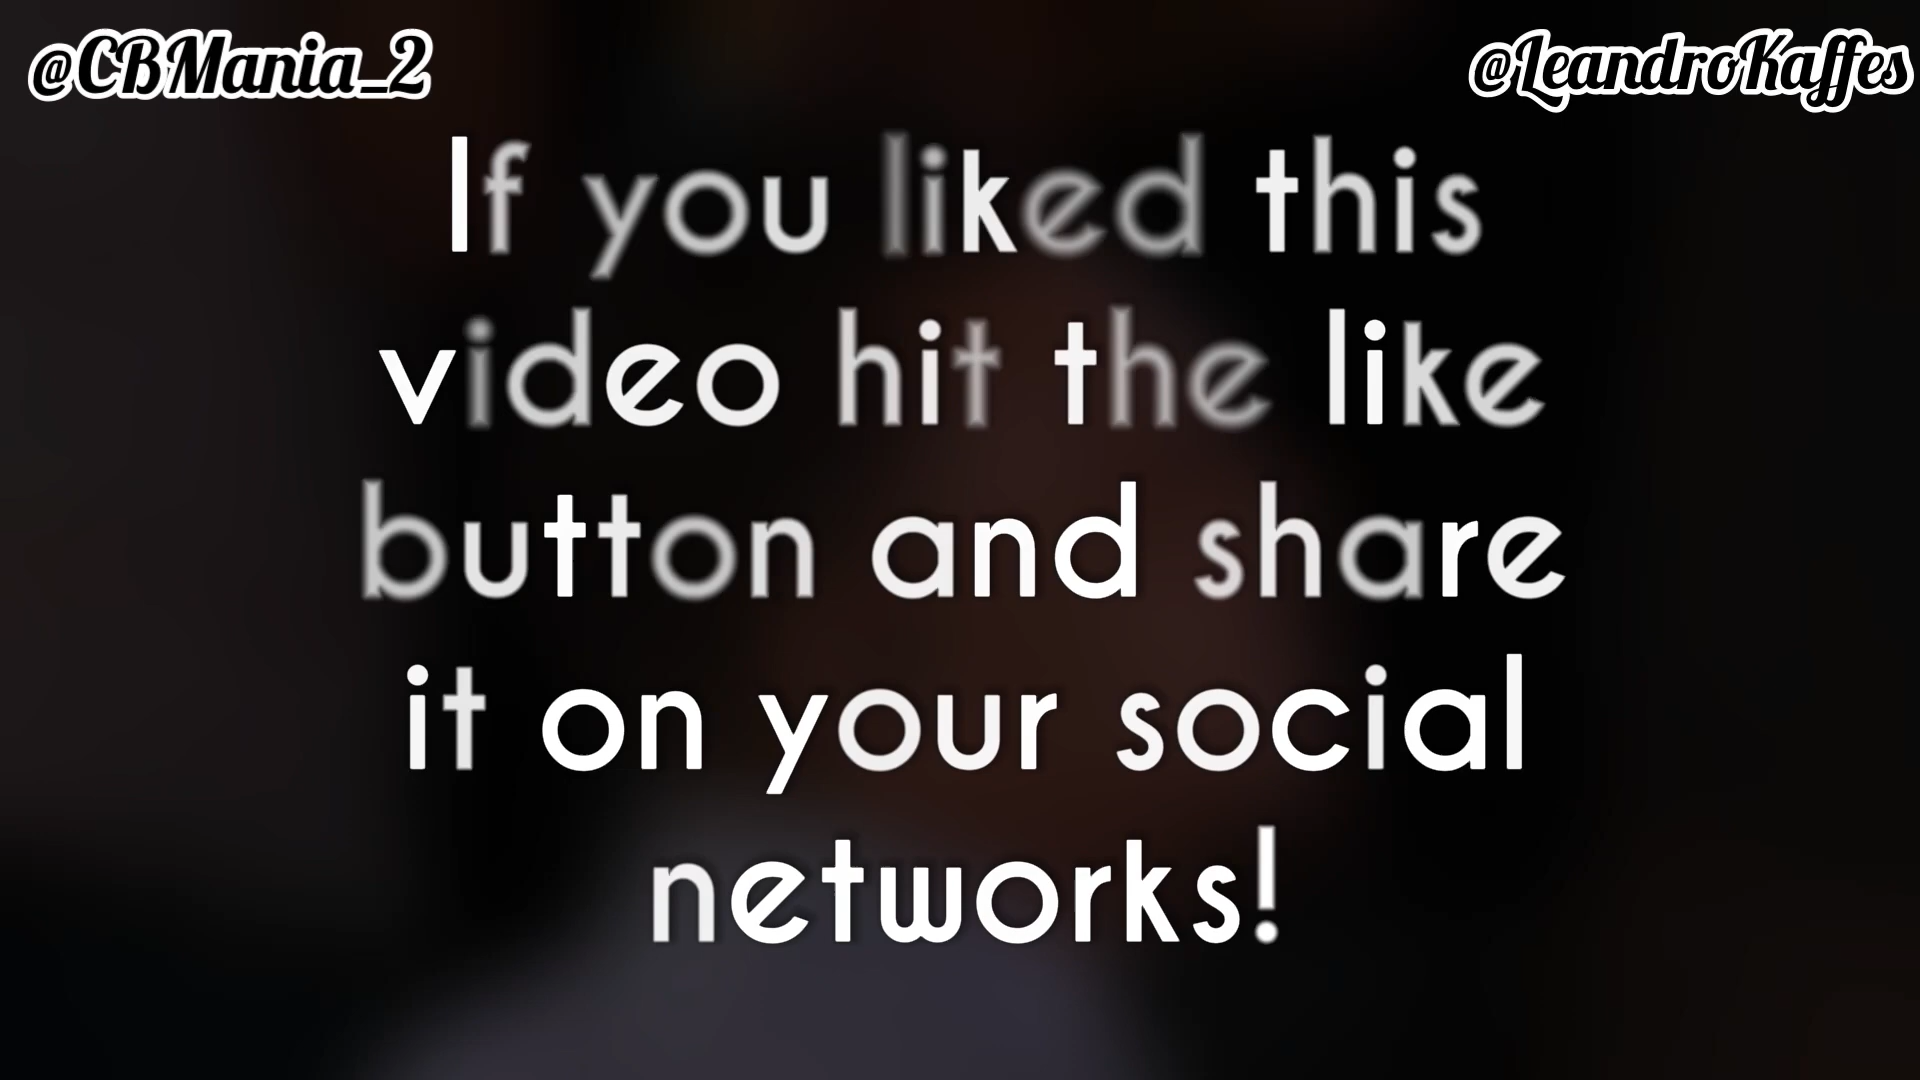 @CBMania_2
@LeandroKaffes
If you liked this
video hit the like
button and share
it on your social
networks!